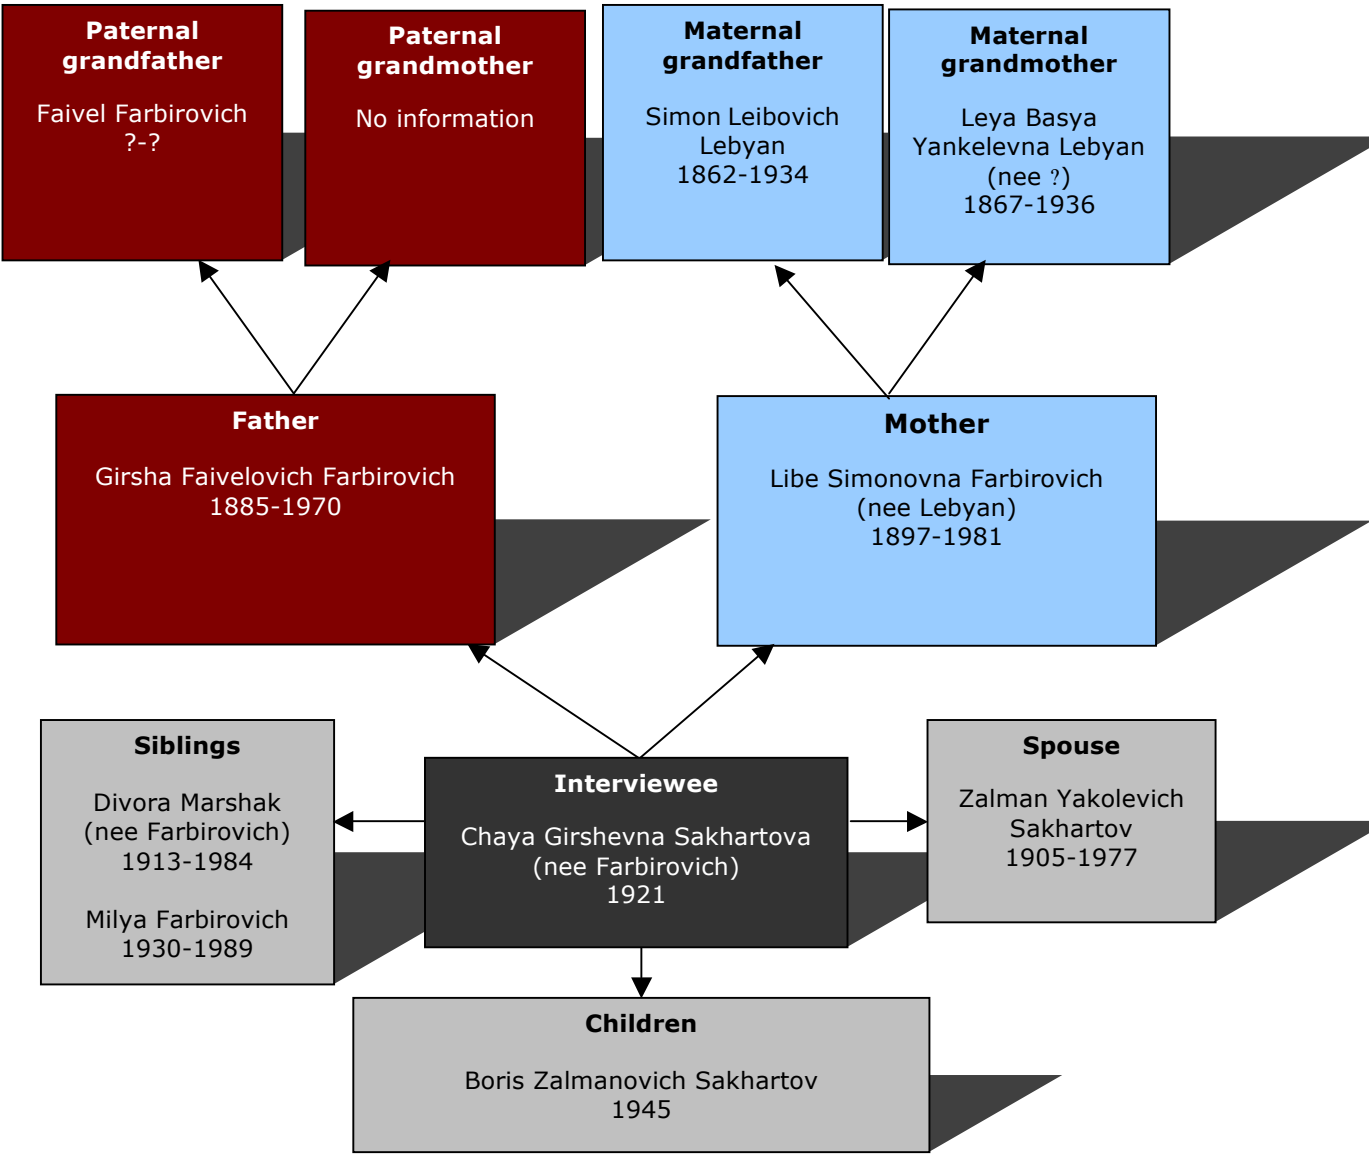 Paternal
grandfather
Faivel Farbirovich
?-?
Paternal
grandmother
No information
Maternal
grandfather
Simon Leibovich
Lebyan
1862-1934
Maternal
grandmother
Leya Basya
Yankelevna Lebyan
(nee ?)
1867-1936
Father
Girsha Faivelovich Farbirovich
1885-1970
Mother
Libe Simonovna Farbirovich
(nee Lebyan)
1897-1981
Siblings
Divora Marshak
(nee Farbirovich)
1913-1984
Milya Farbirovich
1930-1989
Interviewee
Chaya Girshevna Sakhartova
(nee Farbirovich)
1921
Spouse
Zalman Yakolevich
Sakhartov
1905-1977
Children
Boris Zalmanovich Sakhartov
1945